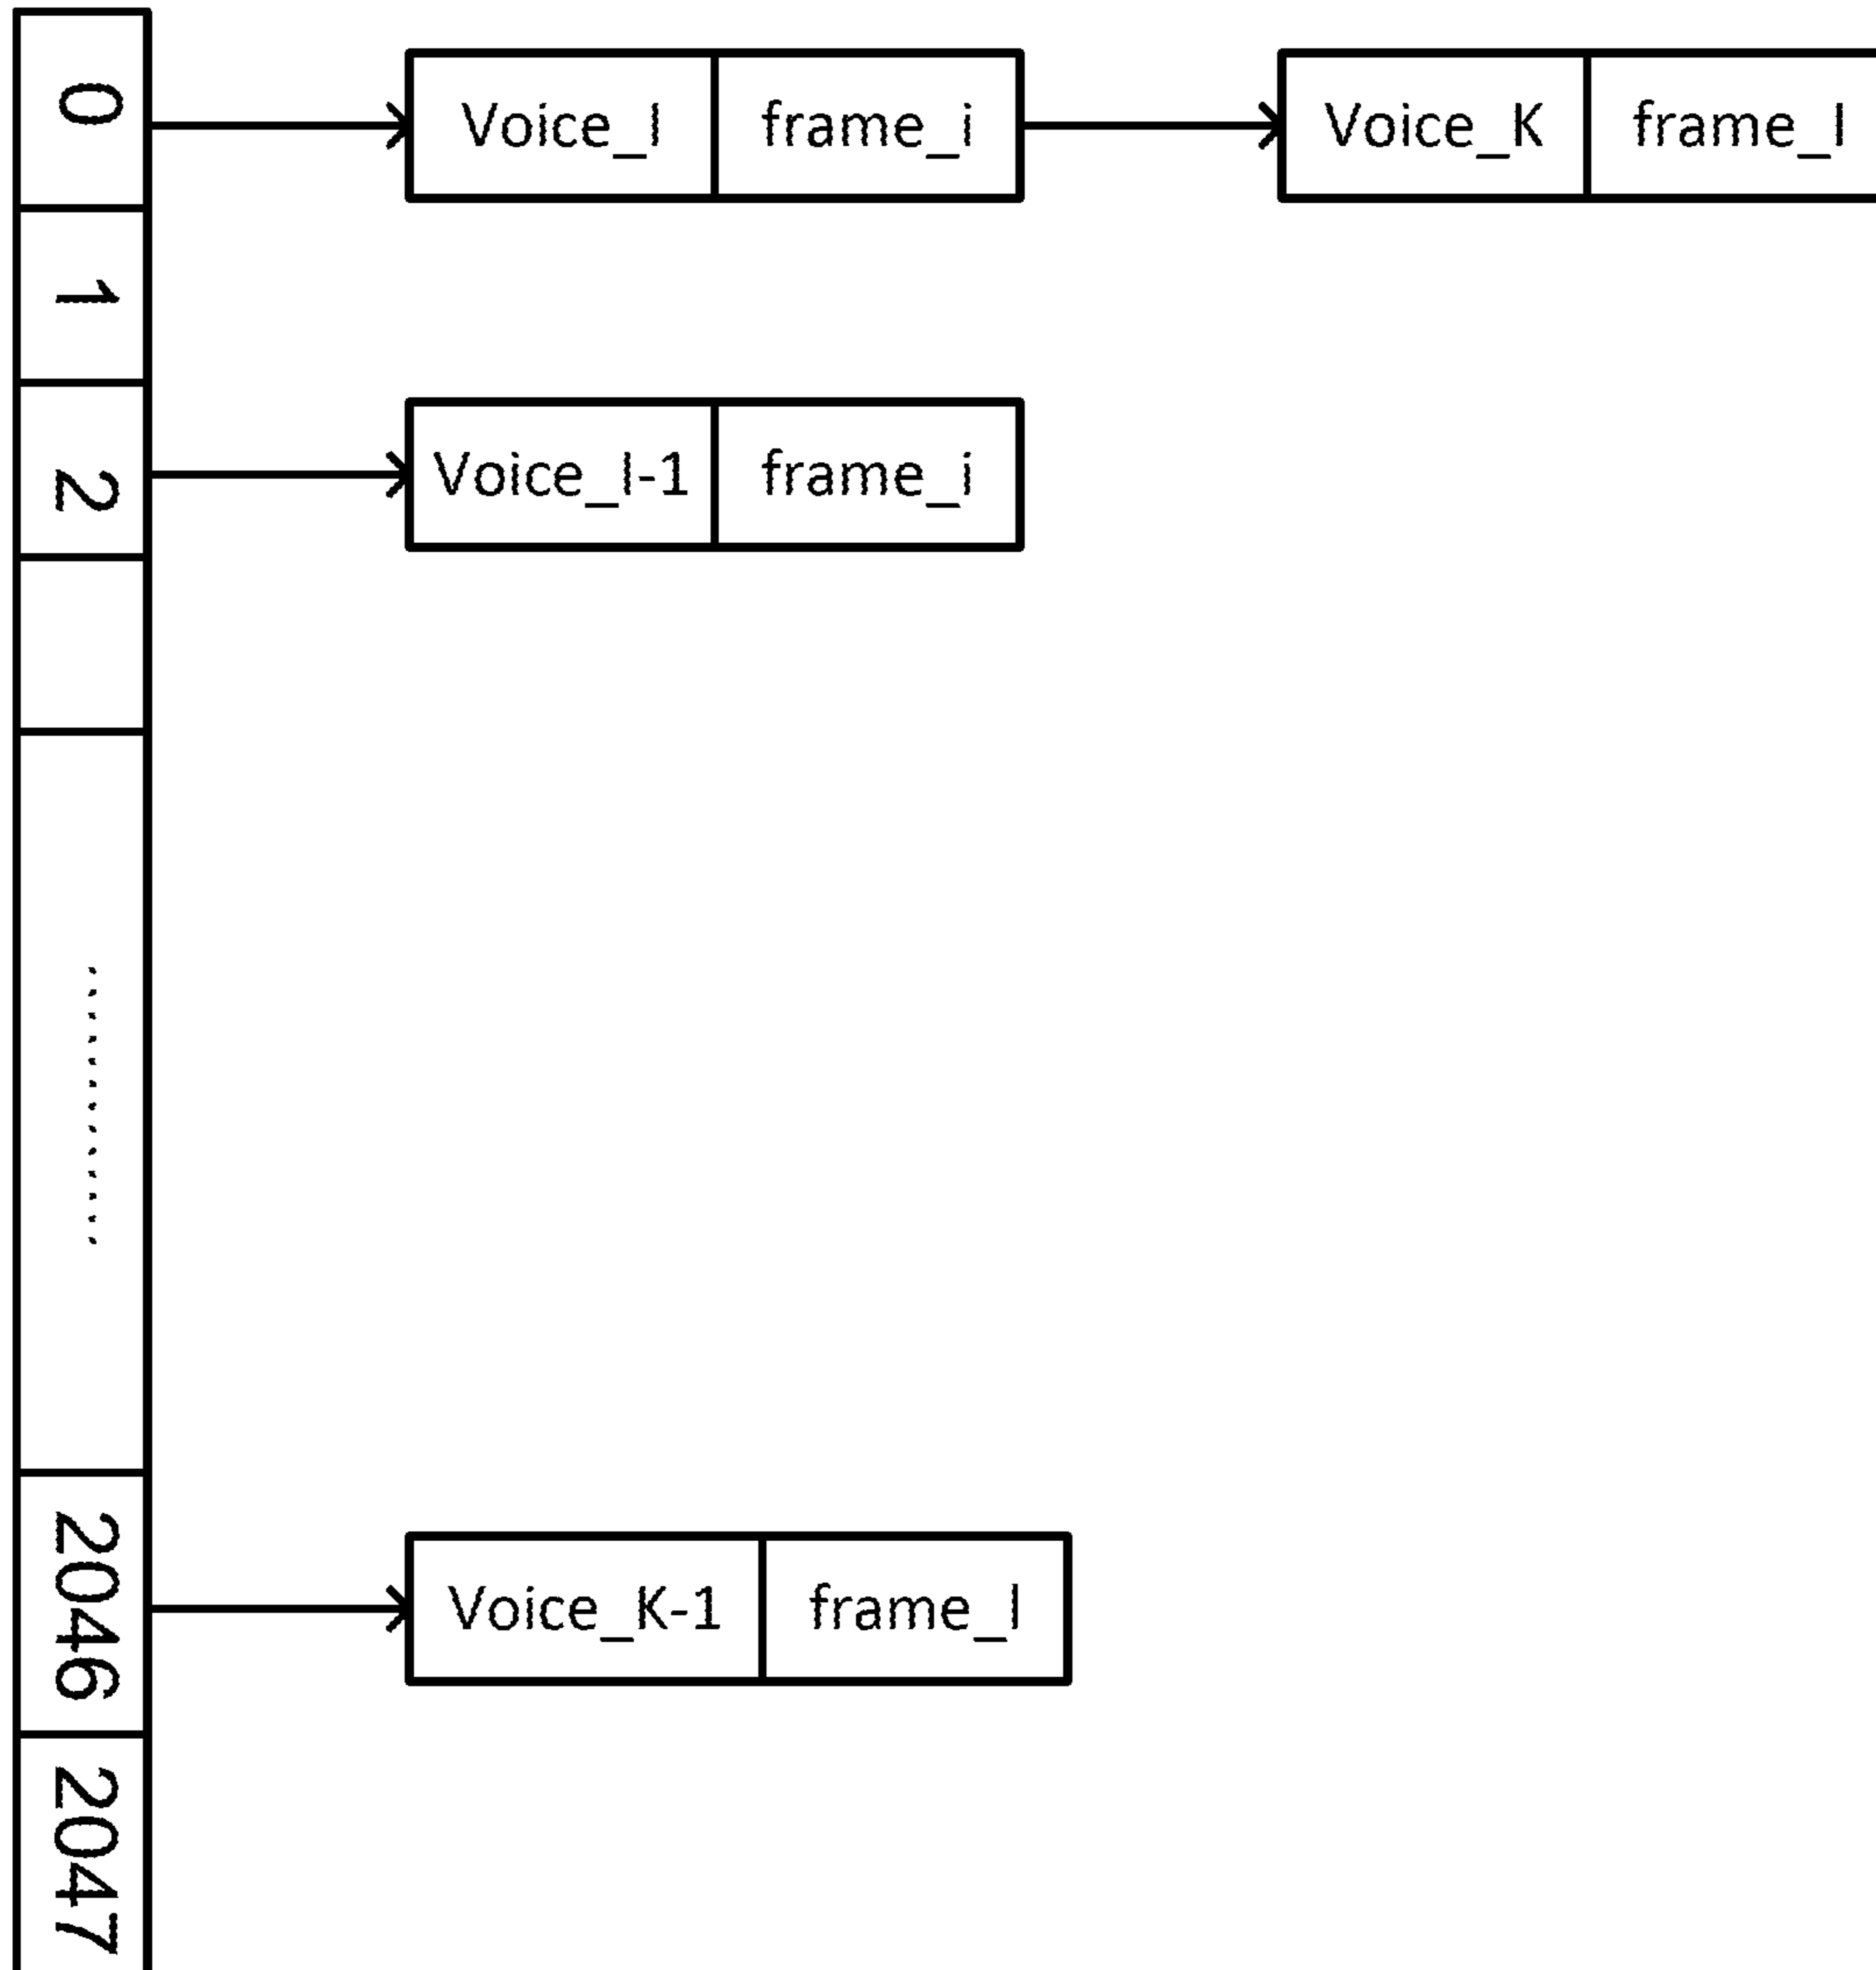 0 Voice_I frame_i Voice_K frame_l
1
2 Voice_I-1 frame_i
.............
2046 Voice_K-1 frame_l
2047